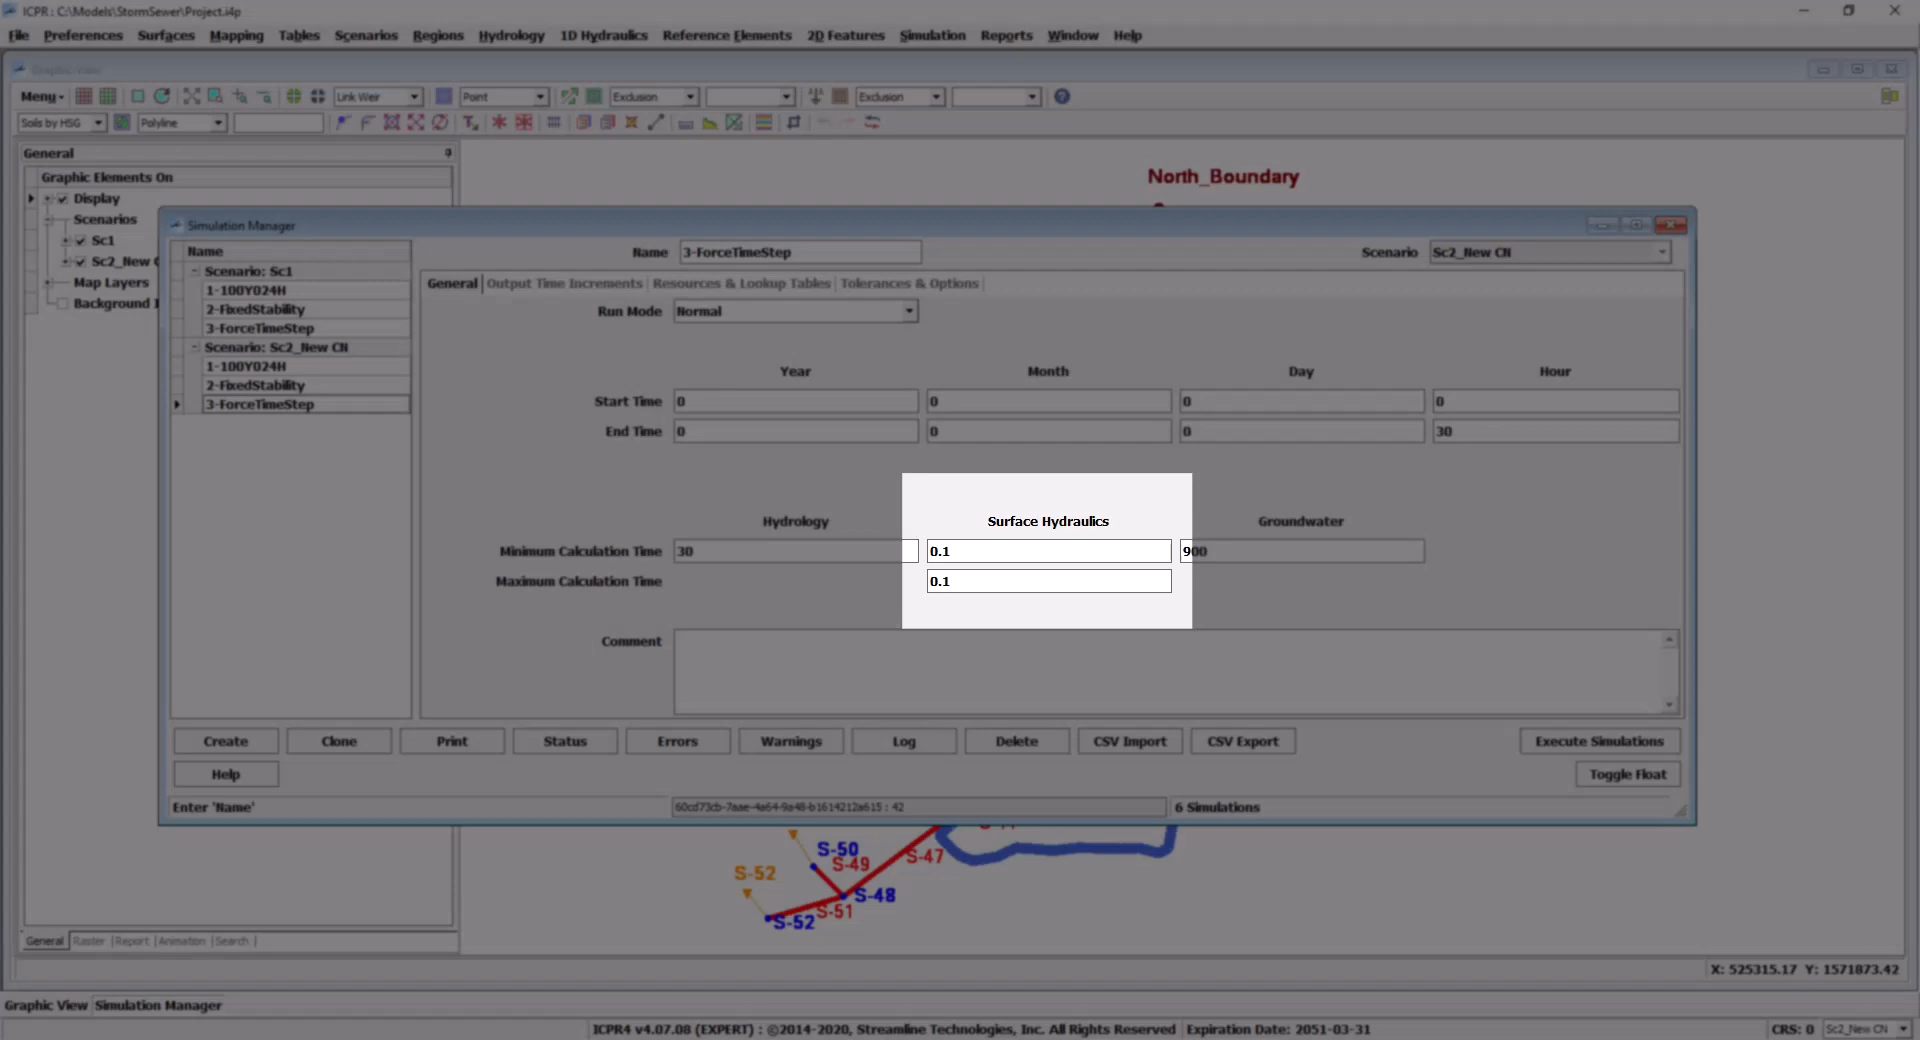 ICPR : C:\Models\StormSewer\Project.i4p
File Preferences Surfaces Mapping Tables Scenarios Regions Hydrology 1D Hydraulics Reference Elements 2D Features Simulation Reports Window Help
Graphic View
Menu Link Weir Point Exclusion Exclusion
Soils by HSG Polyline
General
Graphic Elements On
Display
Scenarios
Sc1
Sc2_New
Map Layers
Background
North_Boundary
Simulation Manager
Name
Scenario: Sc1
1-100Y024H
2-FixedStability
3-ForceTimeStep
Scenario: Sc2_New CN
1-100Y024H
2-FixedStability
3-ForceTimeStep
Name 3-ForceTimeStep Scenario Sc2_New CN
General Output Time Increments Resources & Lookup Tables Tolerances & Options
Run Mode Normal
Year Month Day Hour
Start Time 0 0 0 0
End Time 0 0 0 30
Hydrology Surface Hydraulics Groundwater
Minimum Calculation Time 30 0.1 900
Maximum Calculation Time 0.1
Comment
Create Clone Print Status Errors Warnings Log Delete CSV Import CSV Export Execute Simulations
Help Toggle Float
Enter 'Name' 60cd73cb-7aae-4a64-9a48-b1614212a615 : 42 6 Simulations
S-50
S-49
S-47
S-52
S-48
S-51
S-52
General Raster Report Animation Search
X: 525315.17 Y: 1571873.42
Graphic View Simulation Manager
ICPR4 v4.07.08 (EXPERT) : ©2014-2020, Streamline Technologies, Inc. All Rights Reserved Expiration Date: 2051-03-31 CRS: 0 Sc2_New CN